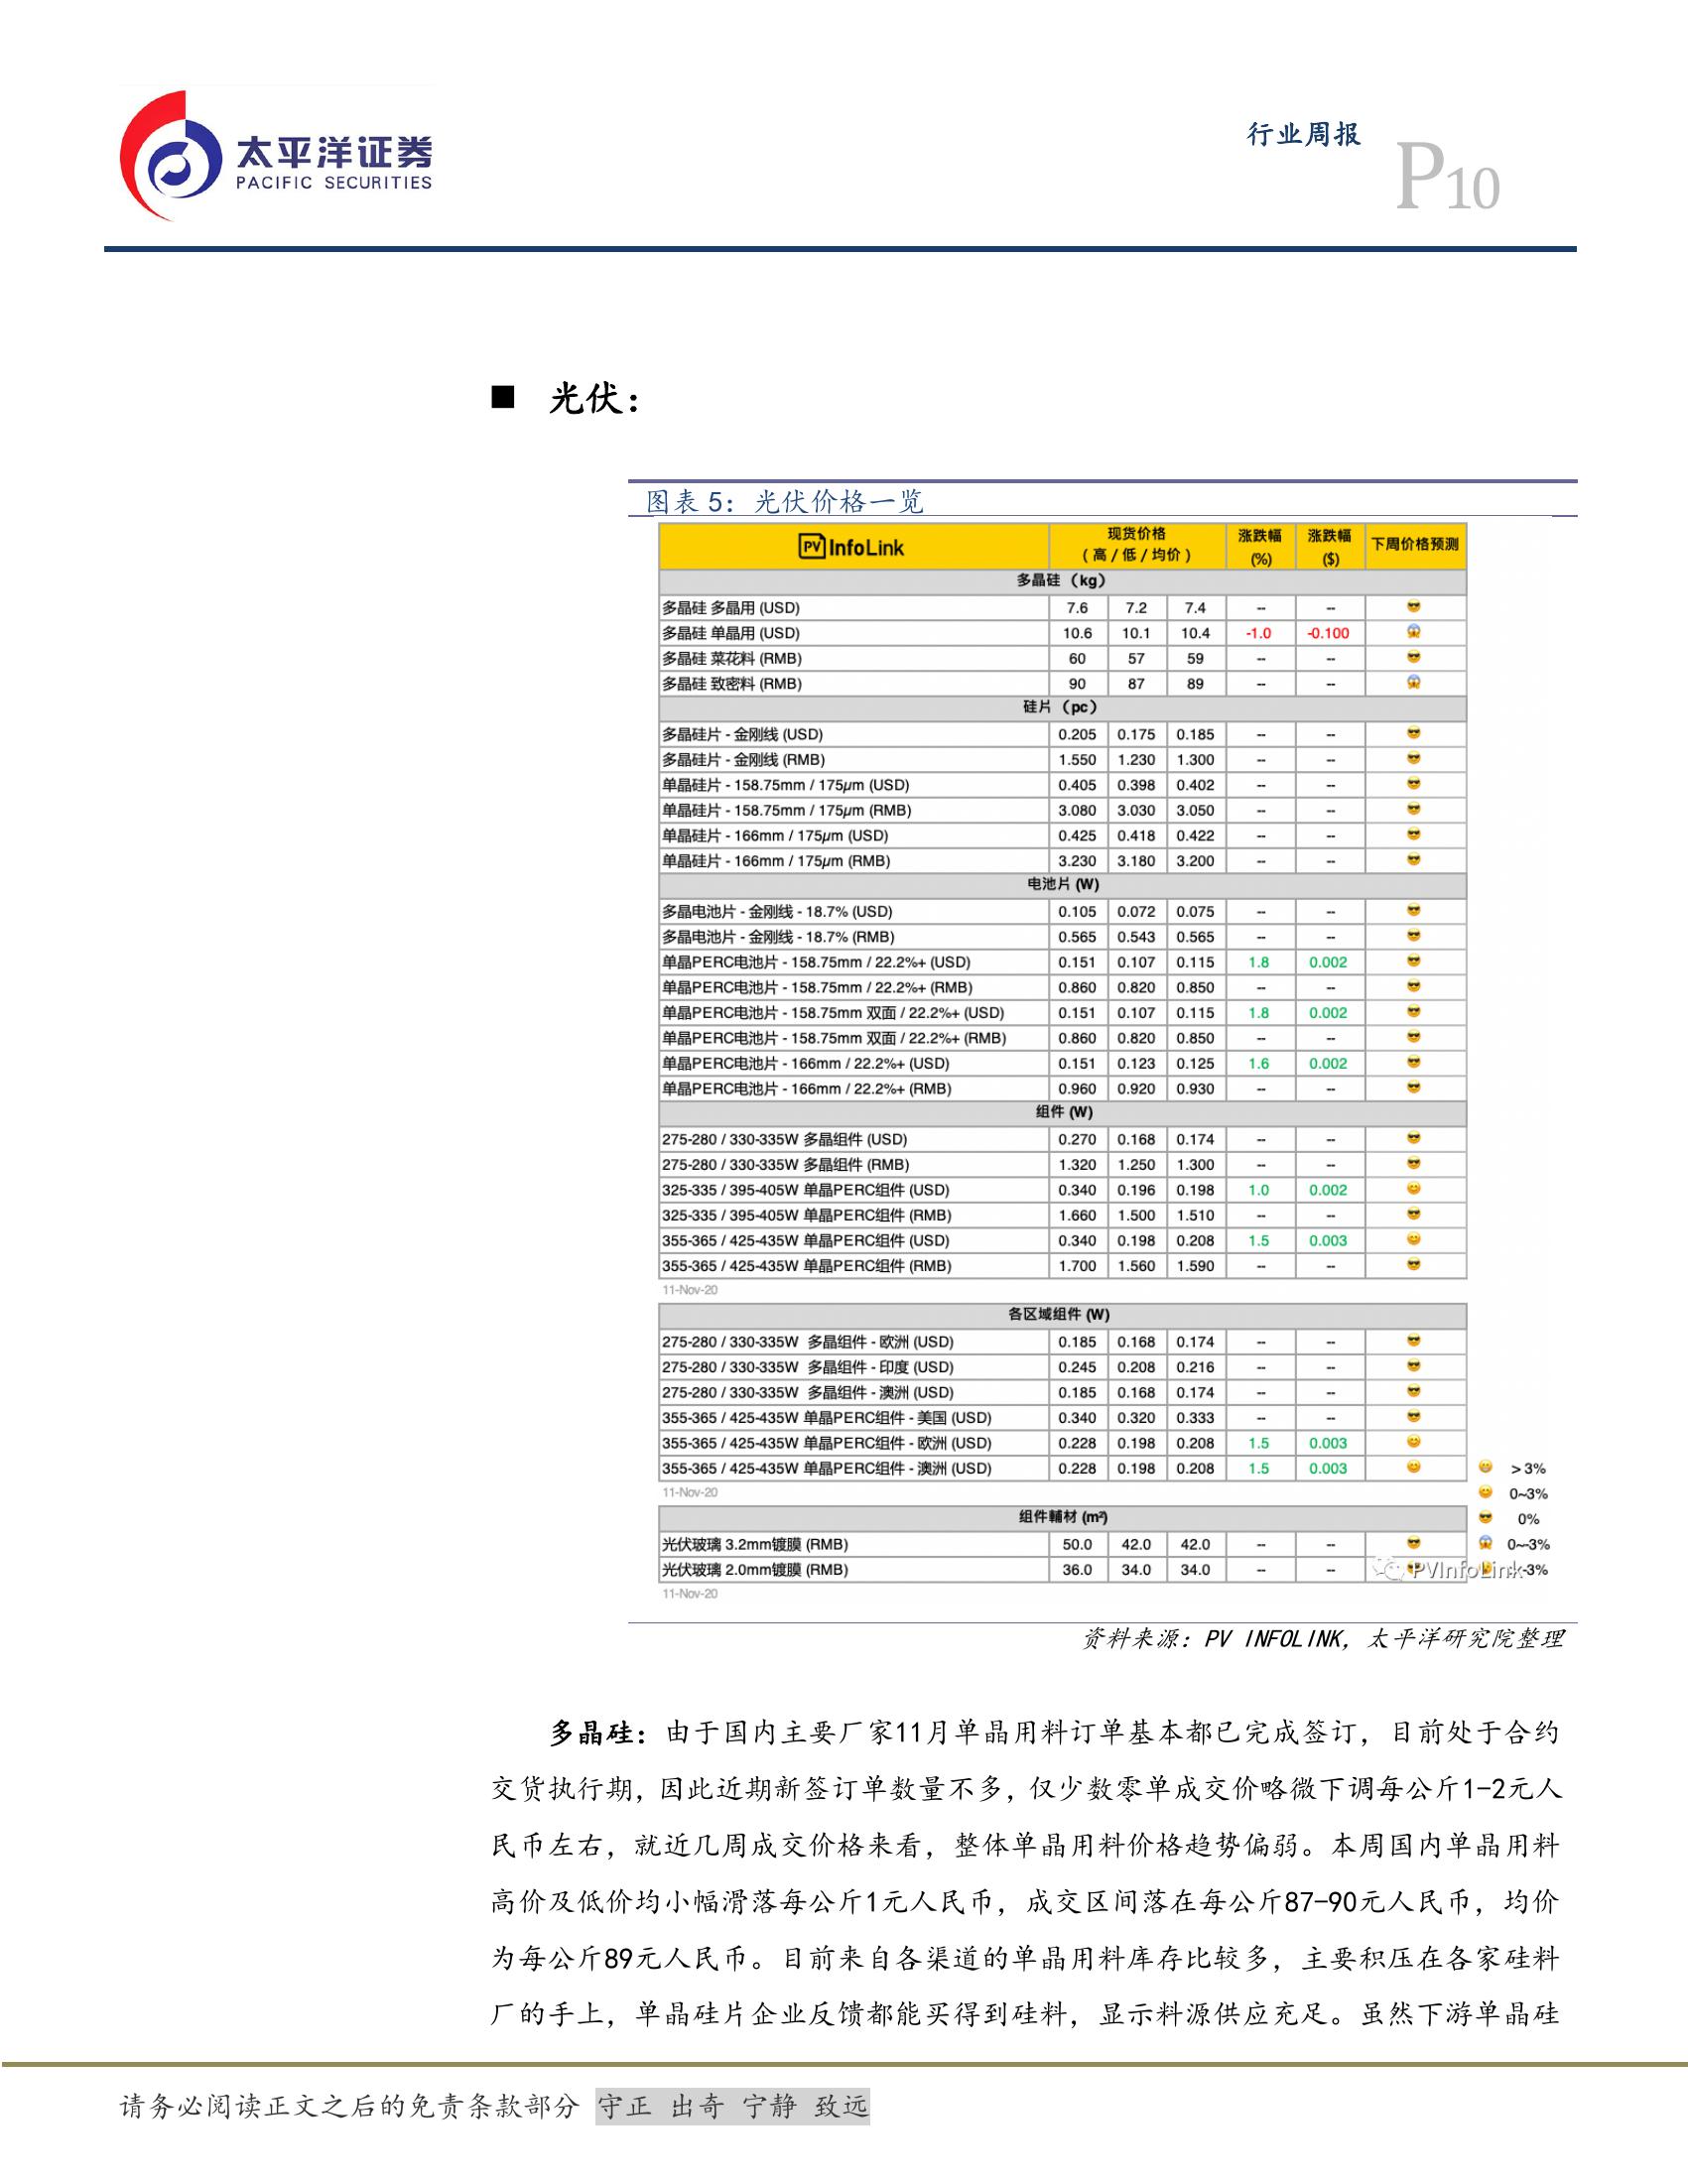 太平洋证券
PACIFIC SECURITIES
行业周报
P10
■ 光伏：
图表 5：光伏价格一览
PV InfoLink 现货价格（高 / 低 / 均价） 涨跌幅 (%) 涨跌幅 ($) 下周价格预测
多晶硅（kg）
多晶硅 多晶用 (USD) 7.6 7.2 7.4 -- --
多晶硅 单晶用 (USD) 10.6 10.1 10.4 -1.0 -0.100
多晶硅 菜花料 (RMB) 60 57 59 -- --
多晶硅 致密料 (RMB) 90 87 89 -- --
硅片（pc）
多晶硅片 - 金刚线 (USD) 0.205 0.175 0.185 -- --
多晶硅片 - 金刚线 (RMB) 1.550 1.230 1.300 -- --
单晶硅片 - 158.75mm / 175μm (USD) 0.405 0.398 0.402 -- --
单晶硅片 - 158.75mm / 175μm (RMB) 3.080 3.030 3.050 -- --
单晶硅片 - 166mm / 175μm (USD) 0.425 0.418 0.422 -- --
单晶硅片 - 166mm / 175μm (RMB) 3.230 3.180 3.200 -- --
电池片 (W)
多晶电池片 - 金刚线 - 18.7% (USD) 0.105 0.072 0.075 -- --
多晶电池片 - 金刚线 - 18.7% (RMB) 0.565 0.543 0.565 -- --
单晶PERC电池片 - 158.75mm / 22.2%+ (USD) 0.151 0.107 0.115 1.8 0.002
单晶PERC电池片 - 158.75mm / 22.2%+ (RMB) 0.860 0.820 0.850 -- --
单晶PERC电池片 - 158.75mm 双面 / 22.2%+ (USD) 0.151 0.107 0.115 1.8 0.002
单晶PERC电池片 - 158.75mm 双面 / 22.2%+ (RMB) 0.860 0.820 0.850 -- --
单晶PERC电池片 - 166mm / 22.2%+ (USD) 0.151 0.123 0.125 1.6 0.002
单晶PERC电池片 - 166mm / 22.2%+ (RMB) 0.960 0.920 0.930 -- --
组件 (W)
275-280 / 330-335W 多晶组件 (USD) 0.270 0.168 0.174 -- --
275-280 / 330-335W 多晶组件 (RMB) 1.320 1.250 1.300 -- --
325-335 / 395-405W 单晶PERC组件 (USD) 0.340 0.196 0.198 1.0 0.002
325-335 / 395-405W 单晶PERC组件 (RMB) 1.660 1.500 1.510 -- --
355-365 / 425-435W 单晶PERC组件 (USD) 0.340 0.198 0.208 1.5 0.003
355-365 / 425-435W 单晶PERC组件 (RMB) 1.700 1.560 1.590 -- --
11-Nov-20
各区域组件 (W)
275-280 / 330-335W 多晶组件 - 欧洲 (USD) 0.185 0.168 0.174 -- --
275-280 / 330-335W 多晶组件 - 印度 (USD) 0.245 0.208 0.216 -- --
275-280 / 330-335W 多晶组件 - 澳洲 (USD) 0.185 0.168 0.174 -- --
355-365 / 425-435W 单晶PERC组件 - 美国 (USD) 0.340 0.320 0.333 -- --
355-365 / 425-435W 单晶PERC组件 - 欧洲 (USD) 0.228 0.198 0.208 1.5 0.003
355-365 / 425-435W 单晶PERC组件 - 澳洲 (USD) 0.228 0.198 0.208 1.5 0.003
> 3%
11-Nov-20
0~3%
组件輔材 (m²)
0%
光伏玻璃 3.2mm镀膜 (RMB) 50.0 42.0 42.0 -- --
0~-3%
光伏玻璃 2.0mm镀膜 (RMB) 36.0 34.0 34.0 -- --
PVInfoLink
-3%
11-Nov-20
资料来源：PV INFOLINK，太平洋研究院整理
多晶硅：由于国内主要厂家11月单晶用料订单基本都已完成签订，目前处于合约
交货执行期，因此近期新签订单数量不多，仅少数零单成交价略微下调每公斤1-2元人
民币左右，就近几周成交价格来看，整体单晶用料价格趋势偏弱。本周国内单晶用料
高价及低价均小幅滑落每公斤1元人民币，成交区间落在每公斤87-90元人民币，均价
为每公斤89元人民币。目前来自各渠道的单晶用料库存比较多，主要积压在各家硅料
厂的手上，单晶硅片企业反馈都能买得到硅料，显示料源供应充足。虽然下游单晶硅
请务必阅读正文之后的免责条款部分 守正 出奇 宁静 致远